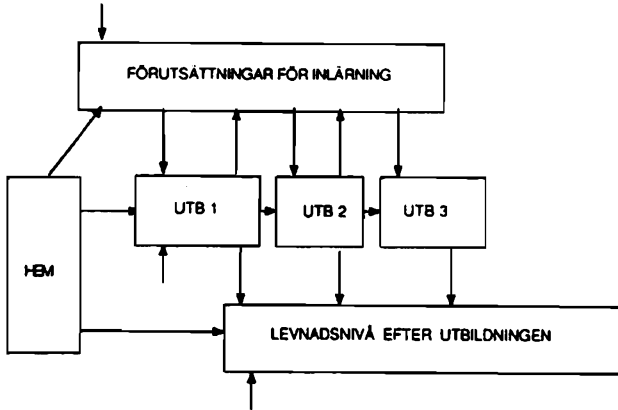 FÖRUTSÄTTNINGAR FÖR INLÄRNING
UTB 1
UTB 2
UTB 3
HEM
LEVNADSNIVÅ EFTER UTBILDNINGEN